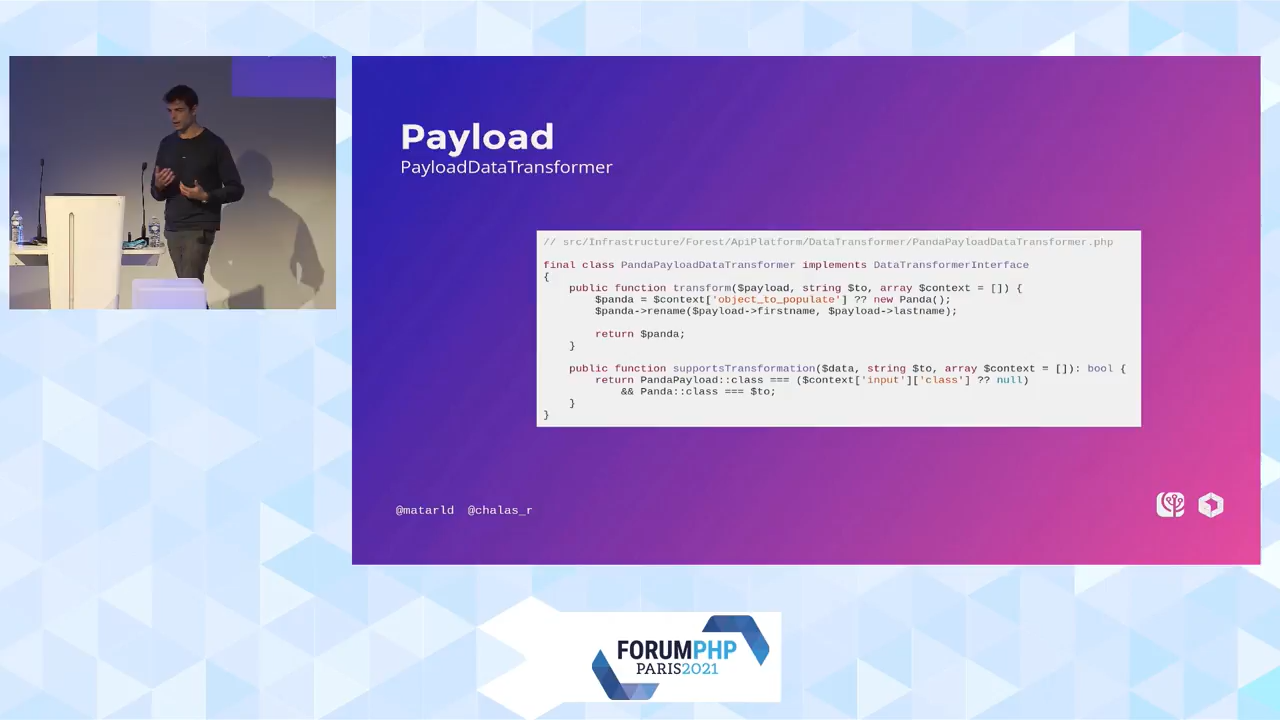 Payload
PayloadDataTransformer
// src/Infrastructure/Forest/ApiPlatform/DataTransformer/PandaPayloadDataTransformer.php
final class PandaPayloadDataTransformer implements DataTransformerInterface
{
public function transform($payload, string $to, array $context = []) {
$panda = $context['object_to_populate'] ?? new Panda();
$panda->rename($payload->firstname, $payload->lastname);
return $panda;
}
public function supportsTransformation($data, string $to, array $context = []): bool {
return PandaPayload::class === ($context['input']['class'] ?? null)
&& Panda::class === $to;
}
}
@matarld @chalas_r
FORUMPHP
PARIS2021